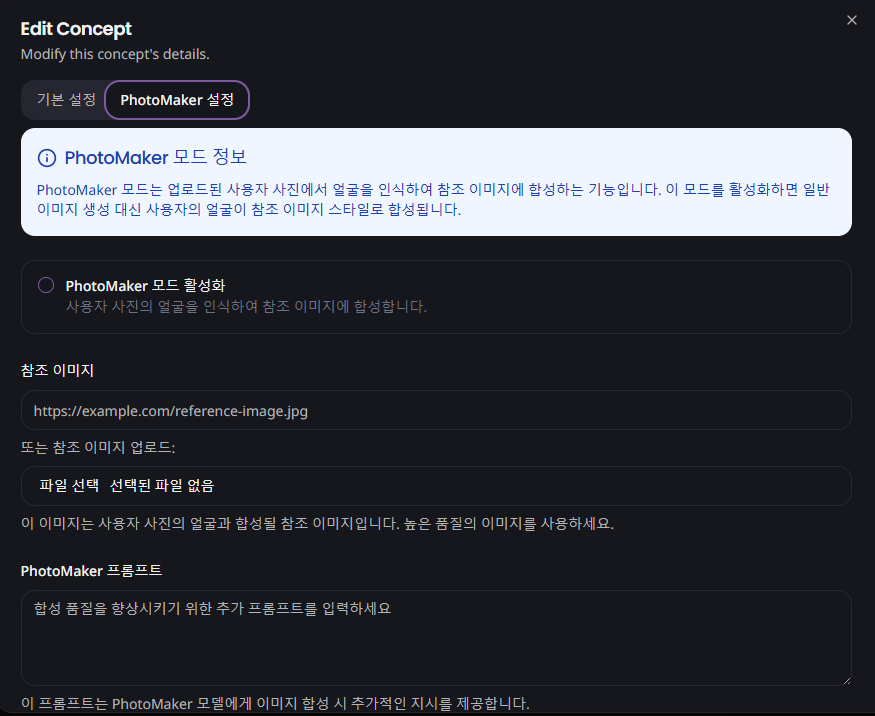 Edit Concept
Modify this concept's details.
기본 설정 PhotoMaker 설정
PhotoMaker 모드 정보
PhotoMaker 모드는 업로드된 사용자 사진에서 얼굴을 인식하여 참조 이미지에 합성하는 기능입니다. 이 모드를 활성화하면 일반
이미지 생성 대신 사용자의 얼굴이 참조 이미지 스타일로 합성됩니다.
PhotoMaker 모드 활성화
사용자 사진의 얼굴을 인식하여 참조 이미지에 합성합니다.
참조 이미지
https://example.com/reference-image.jpg
또는 참조 이미지 업로드:
파일 선택 선택된 파일 없음
이 이미지는 사용자 사진의 얼굴과 합성될 참조 이미지입니다. 높은 품질의 이미지를 사용하세요.
PhotoMaker 프롬프트
합성 품질을 향상시키기 위한 추가 프롬프트를 입력하세요
이 프롬프트는 PhotoMaker 모델에게 이미지 합성 시 추가적인 지시를 제공합니다.